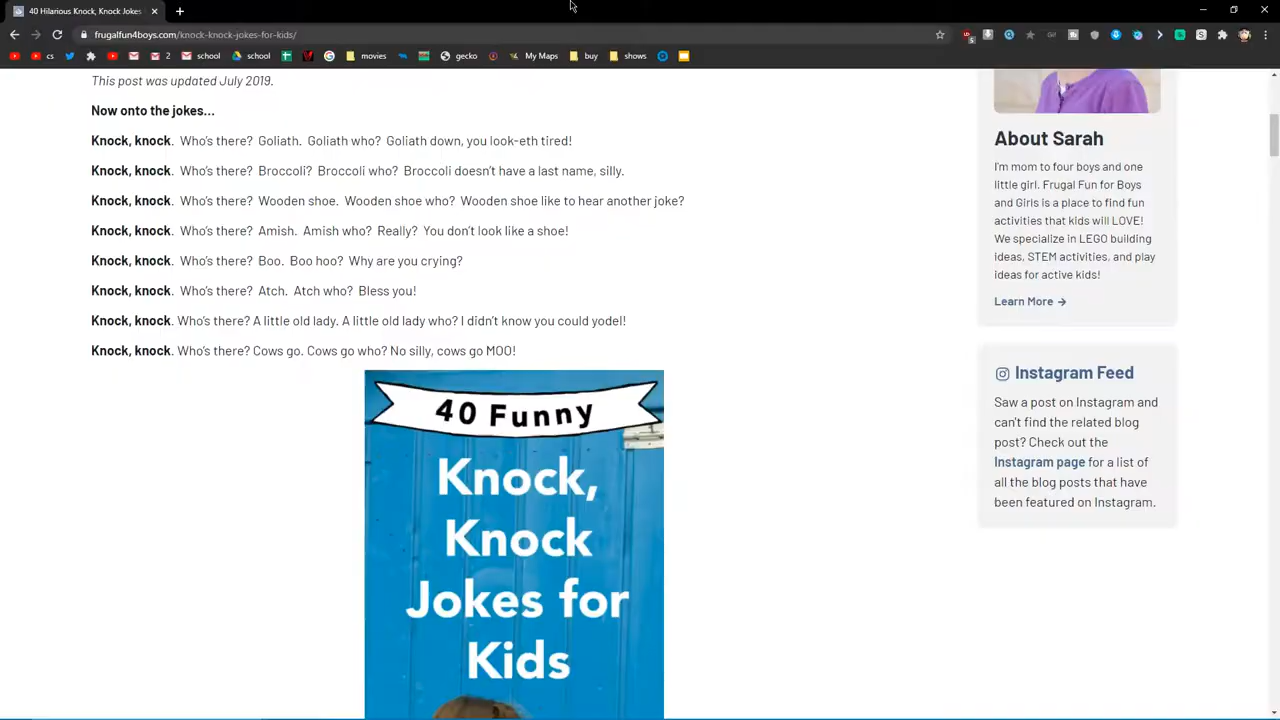 40 Hilarious Knock, Knock Jokes
frugalfun4boys.com/knock-knock-jokes-for-kids/
cs
school
school
movies
gecko
My Maps
buy
shows
This post was updated July 2019.
Now onto the jokes…
Knock, knock.  Who's there?  Goliath.  Goliath who?  Goliath down, you look-eth tired!
Knock, knock.  Who's there?  Broccoli?  Broccoli who?  Broccoli doesn't have a last name, silly.
Knock, knock.  Who's there?  Wooden shoe.  Wooden shoe who?  Wooden shoe like to hear another joke?
Knock, knock.  Who's there?  Amish.  Amish who?  Really?  You don't look like a shoe!
Knock, knock.  Who's there?  Boo.  Boo hoo?  Why are you crying?
Knock, knock.  Who's there?  Atch.  Atch who?  Bless you!
Knock, knock. Who's there? A little old lady. A little old lady who? I didn't know you could yodel!
Knock, knock. Who's there? Cows go. Cows go who? No silly, cows go MOO!
40 Funny
Knock,
Knock
Jokes for
Kids
About Sarah
I'm mom to four boys and one
little girl. Frugal Fun for Boys
and Girls is a place to find fun
activities that kids will LOVE!
We specialize in LEGO building
ideas, STEM activities, and play
ideas for active kids!
Learn More →
Instagram Feed
Saw a post on Instagram and
can't find the related blog
post? Check out the
Instagram page for a list of
all the blog posts that have
been featured on Instagram.